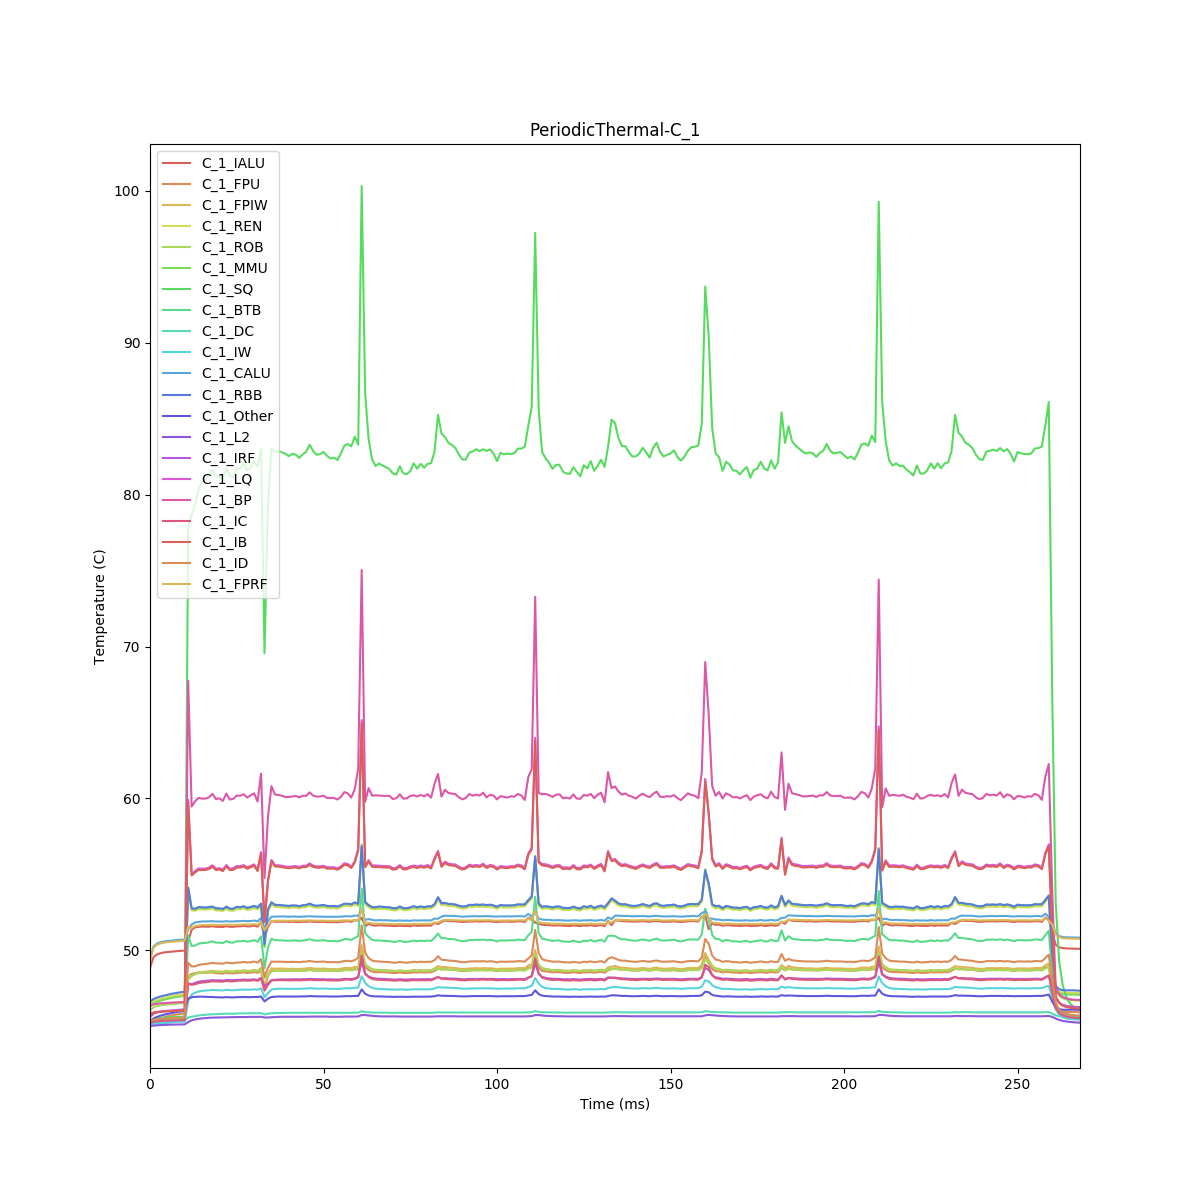 PeriodicThermal-C_1
C_1_IALU
C_1_FPU
C_1_FPIW
C_1_REN
C_1_ROB
C_1_MMU
C_1_SQ
C_1_BTB
C_1_DC
C_1_IW
C_1_CALU
C_1_RBB
C_1_Other
C_1_L2
C_1_IRF
C_1_LQ
C_1_BP
C_1_IC
C_1_IB
C_1_ID
C_1_FPRF
100
90
80
70
60
50
Temperature (C)
0 50 100 150 200 250
Time (ms)